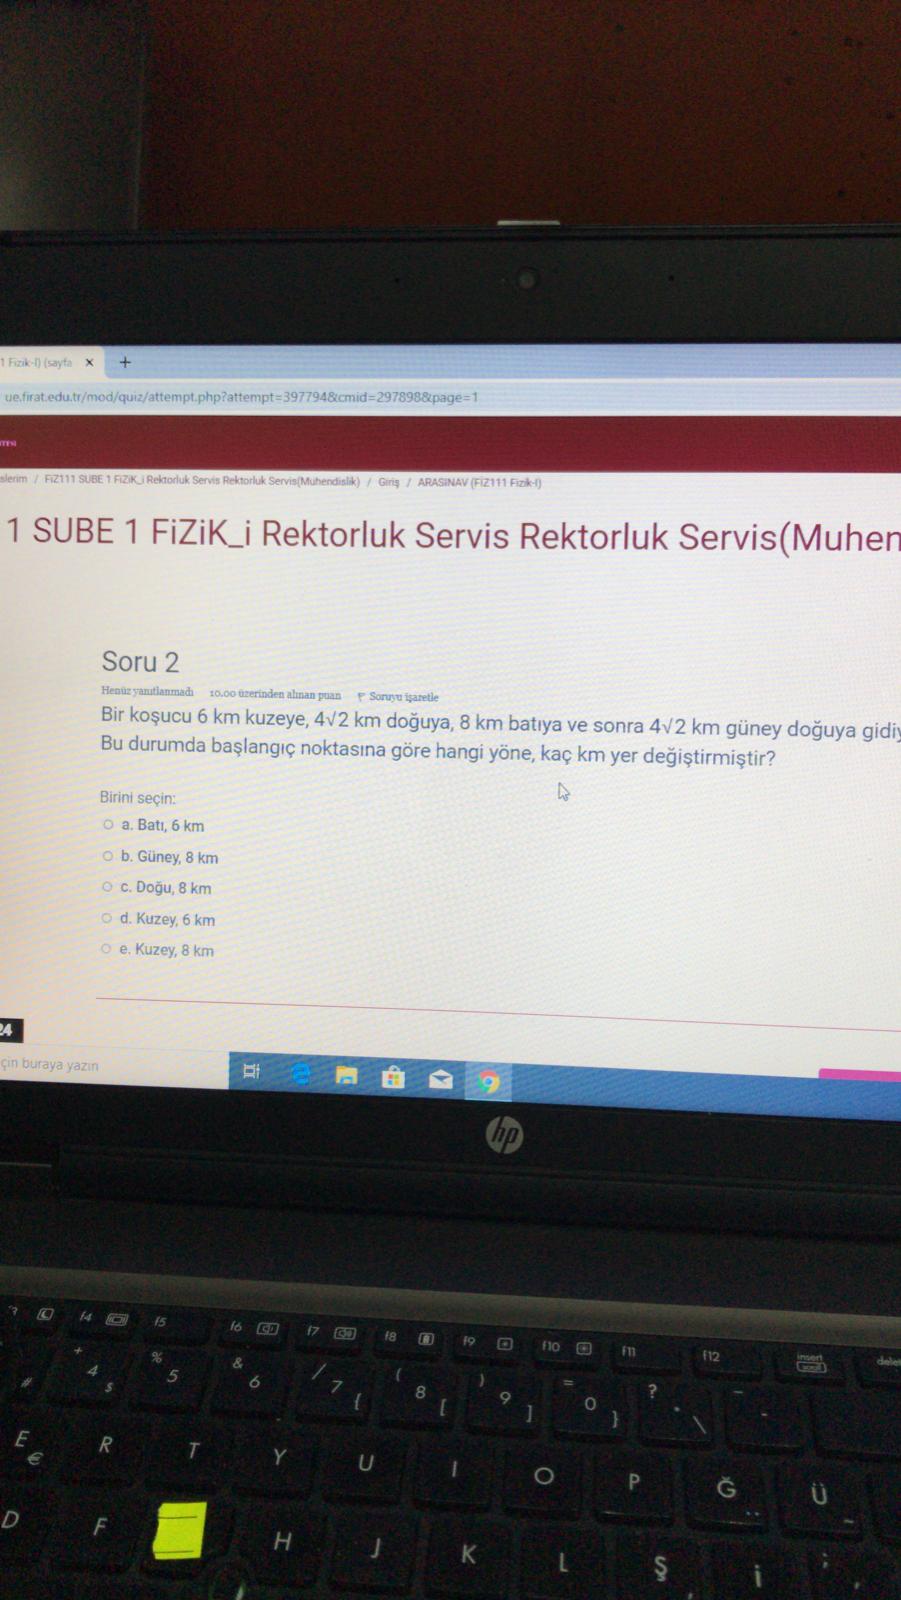 1 Fizik-I) (sayfa
ue.firat.edu.tr/mod/quiz/attempt.php?attempt=397794&cmid=297898&page=1
slerim / FiZ111 SUBE 1 FiZiK_i Rektorluk Servis Rektorluk Servis(Muhendislik) / Giriş / ARASINAV (FİZ111 Fizik-I)
1 SUBE 1 FiZiK_i Rektorluk Servis Rektorluk Servis(Muhen
Soru 2
Henüz yanıtlanmadı 10,00 üzerinden alınan puan Soruyu işaretle
Bir koşucu 6 km kuzeye, 4√2 km doğuya, 8 km batıya ve sonra 4√2 km güney doğuya gidiy
Bu durumda başlangıç noktasına göre hangi yöne, kaç km yer değiştirmiştir?
Birini seçin:
a. Batı, 6 km
b. Güney, 8 km
c. Doğu, 8 km
d. Kuzey, 6 km
e. Kuzey, 8 km
24
çin buraya yazın
hp
f4 f5 f6 f7 f8 f9 f10 f11 f12 insert delet
# + 4 $ % 5 & 6 / 7 { ( 8 [ ) 9 ] = 0 } ? * \ _ -
E € R T Y U I O P Ğ Ü
D F H J K L Ş İ ; ,